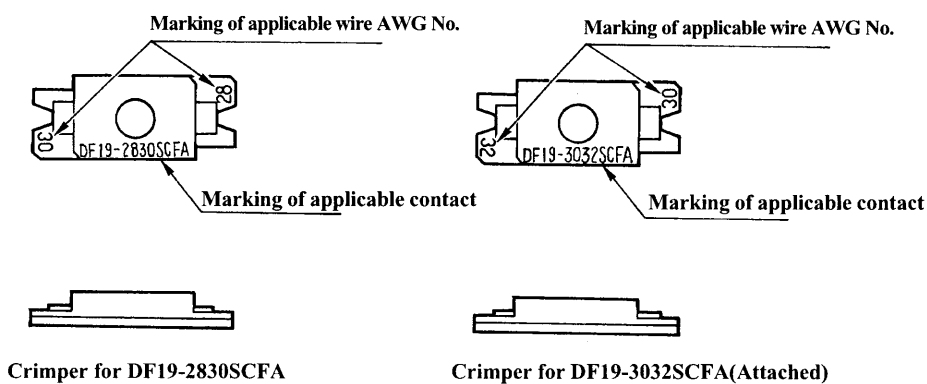 Marking of applicable wire AWG No.
28
30
DF19-2830SCFA
Marking of applicable contact
Crimper for DF19-2830SCFA
Marking of applicable wire AWG No.
30
32
DF19-3032SCFA
Marking of applicable contact
Crimper for DF19-3032SCFA(Attached)